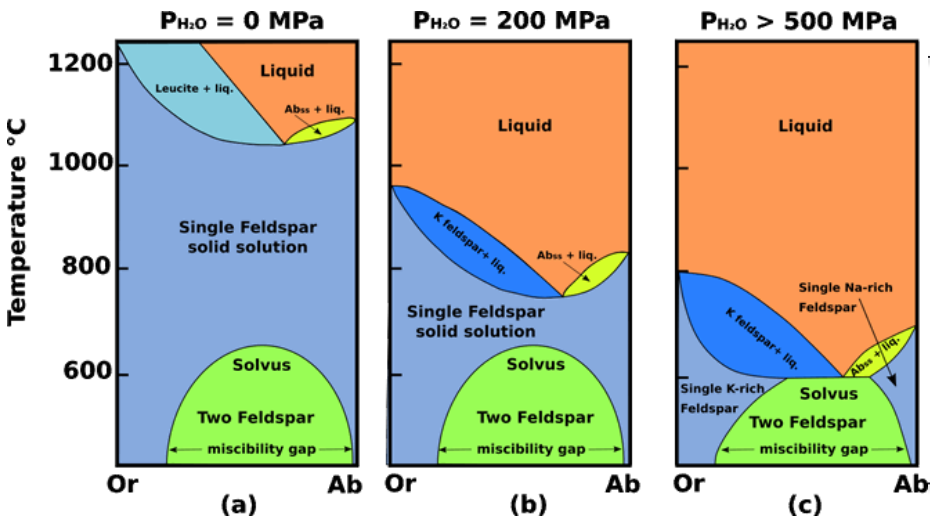 P_H₂O = 0 MPa
P_H₂O = 200 MPa
P_H₂O > 500 MPa
Temperature °C
1200
1000
800
600
Leucite + liq.
Liquid
Abss + liq.
Single Feldspar
solid solution
Solvus
Two Feldspar
miscibility gap
Or
Ab
(a)
Liquid
K feldspar+ liq.
Abss + liq.
Single Feldspar
solid solution
Solvus
Two Feldspar
miscibility gap
Or
Ab
(b)
Liquid
Single Na-rich
Feldspar
K feldspar+ liq.
Abss + liq.
Single K-rich
Feldspar
Solvus
Two Feldspar
miscibility gap
Or
Ab
(c)